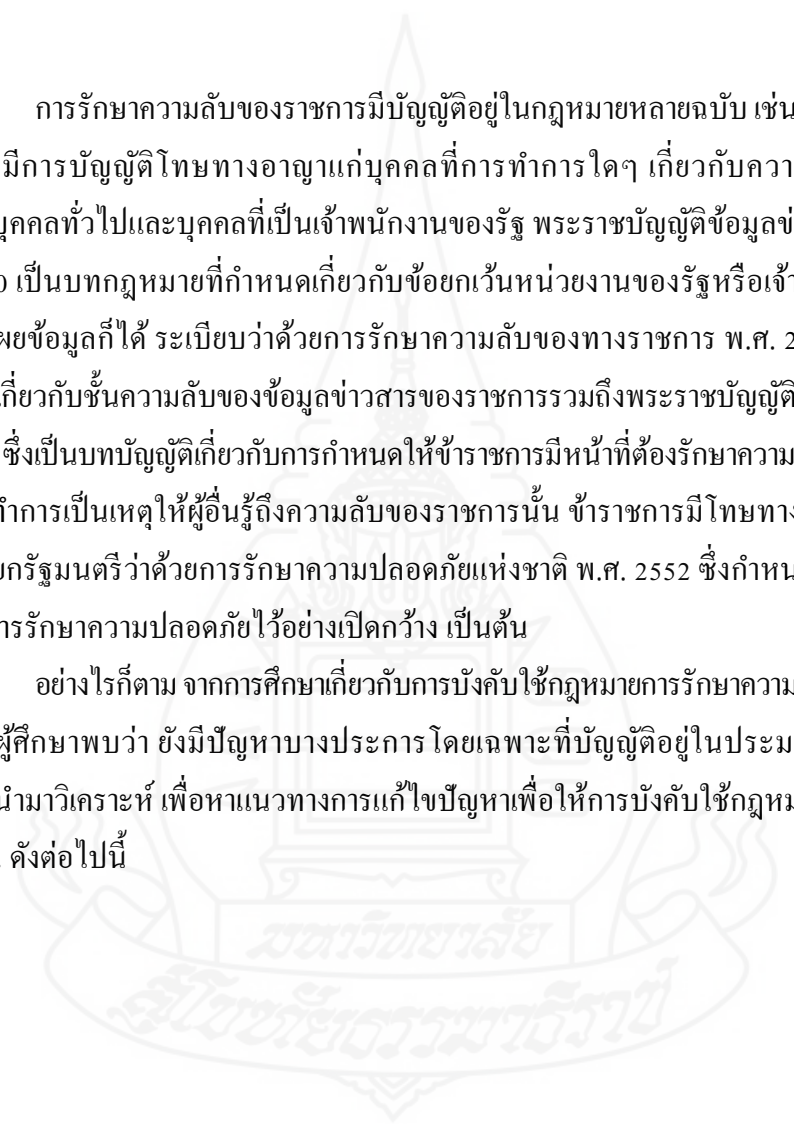 การรักษาความลับของราชการมีบัญญัติอยู่ในกฎหมายหลายฉบับ เช่น
มีการบัญญัติโทษทางอาญาแก่บุคคลที่การทำการใดๆ เกี่ยวกับควา
บุคคลทั่วไปและบุคคลที่เป็นเจ้าพนักงานของรัฐ พระราชบัญญัติข้อมูลข่
0 เป็นบทกฎหมายที่กำหนดเกี่ยวกับข้อยกเว้นหน่วยงานของรัฐหรือเจ้า
ผยข้อมูลก็ได้ ระเบียบว่าด้วยการรักษาความลับของทางราชการ พ.ศ. 2
เกี่ยวกับชั้นความลับของข้อมูลข่าวสารของราชการรวมถึงพระราชบัญญัติ
ซึ่งเป็นบทบัญญัติเกี่ยวกับการกำหนดให้ข้าราชการมีหน้าที่ต้องรักษาความ
ทำการเป็นเหตุให้ผู้อื่นรู้ถึงความลับของราชการนั้น ข้าราชการมีโทษทาง
ยกรัฐมนตรีว่าด้วยการรักษาความปลอดภัยแห่งชาติ พ.ศ. 2552 ซึ่งกำหน
ารรักษาความปลอดภัยไว้อย่างเปิดกว้าง เป็นต้น
อย่างไรก็ตาม จากการศึกษาเกี่ยวกับการบังคับใช้กฎหมายการรักษาความ
ผู้ศึกษาพบว่า ยังมีปัญหาบางประการโดยเฉพาะที่บัญญัติอยู่ในประม
นำมาวิเคราะห์ เพื่อหาแนวทางการแก้ไขปัญหาเพื่อให้การบังคับใช้กฎหม
ดังต่อไปนี้
มหาวิทยาลัย
สุโขทัยธรรมาธิราช